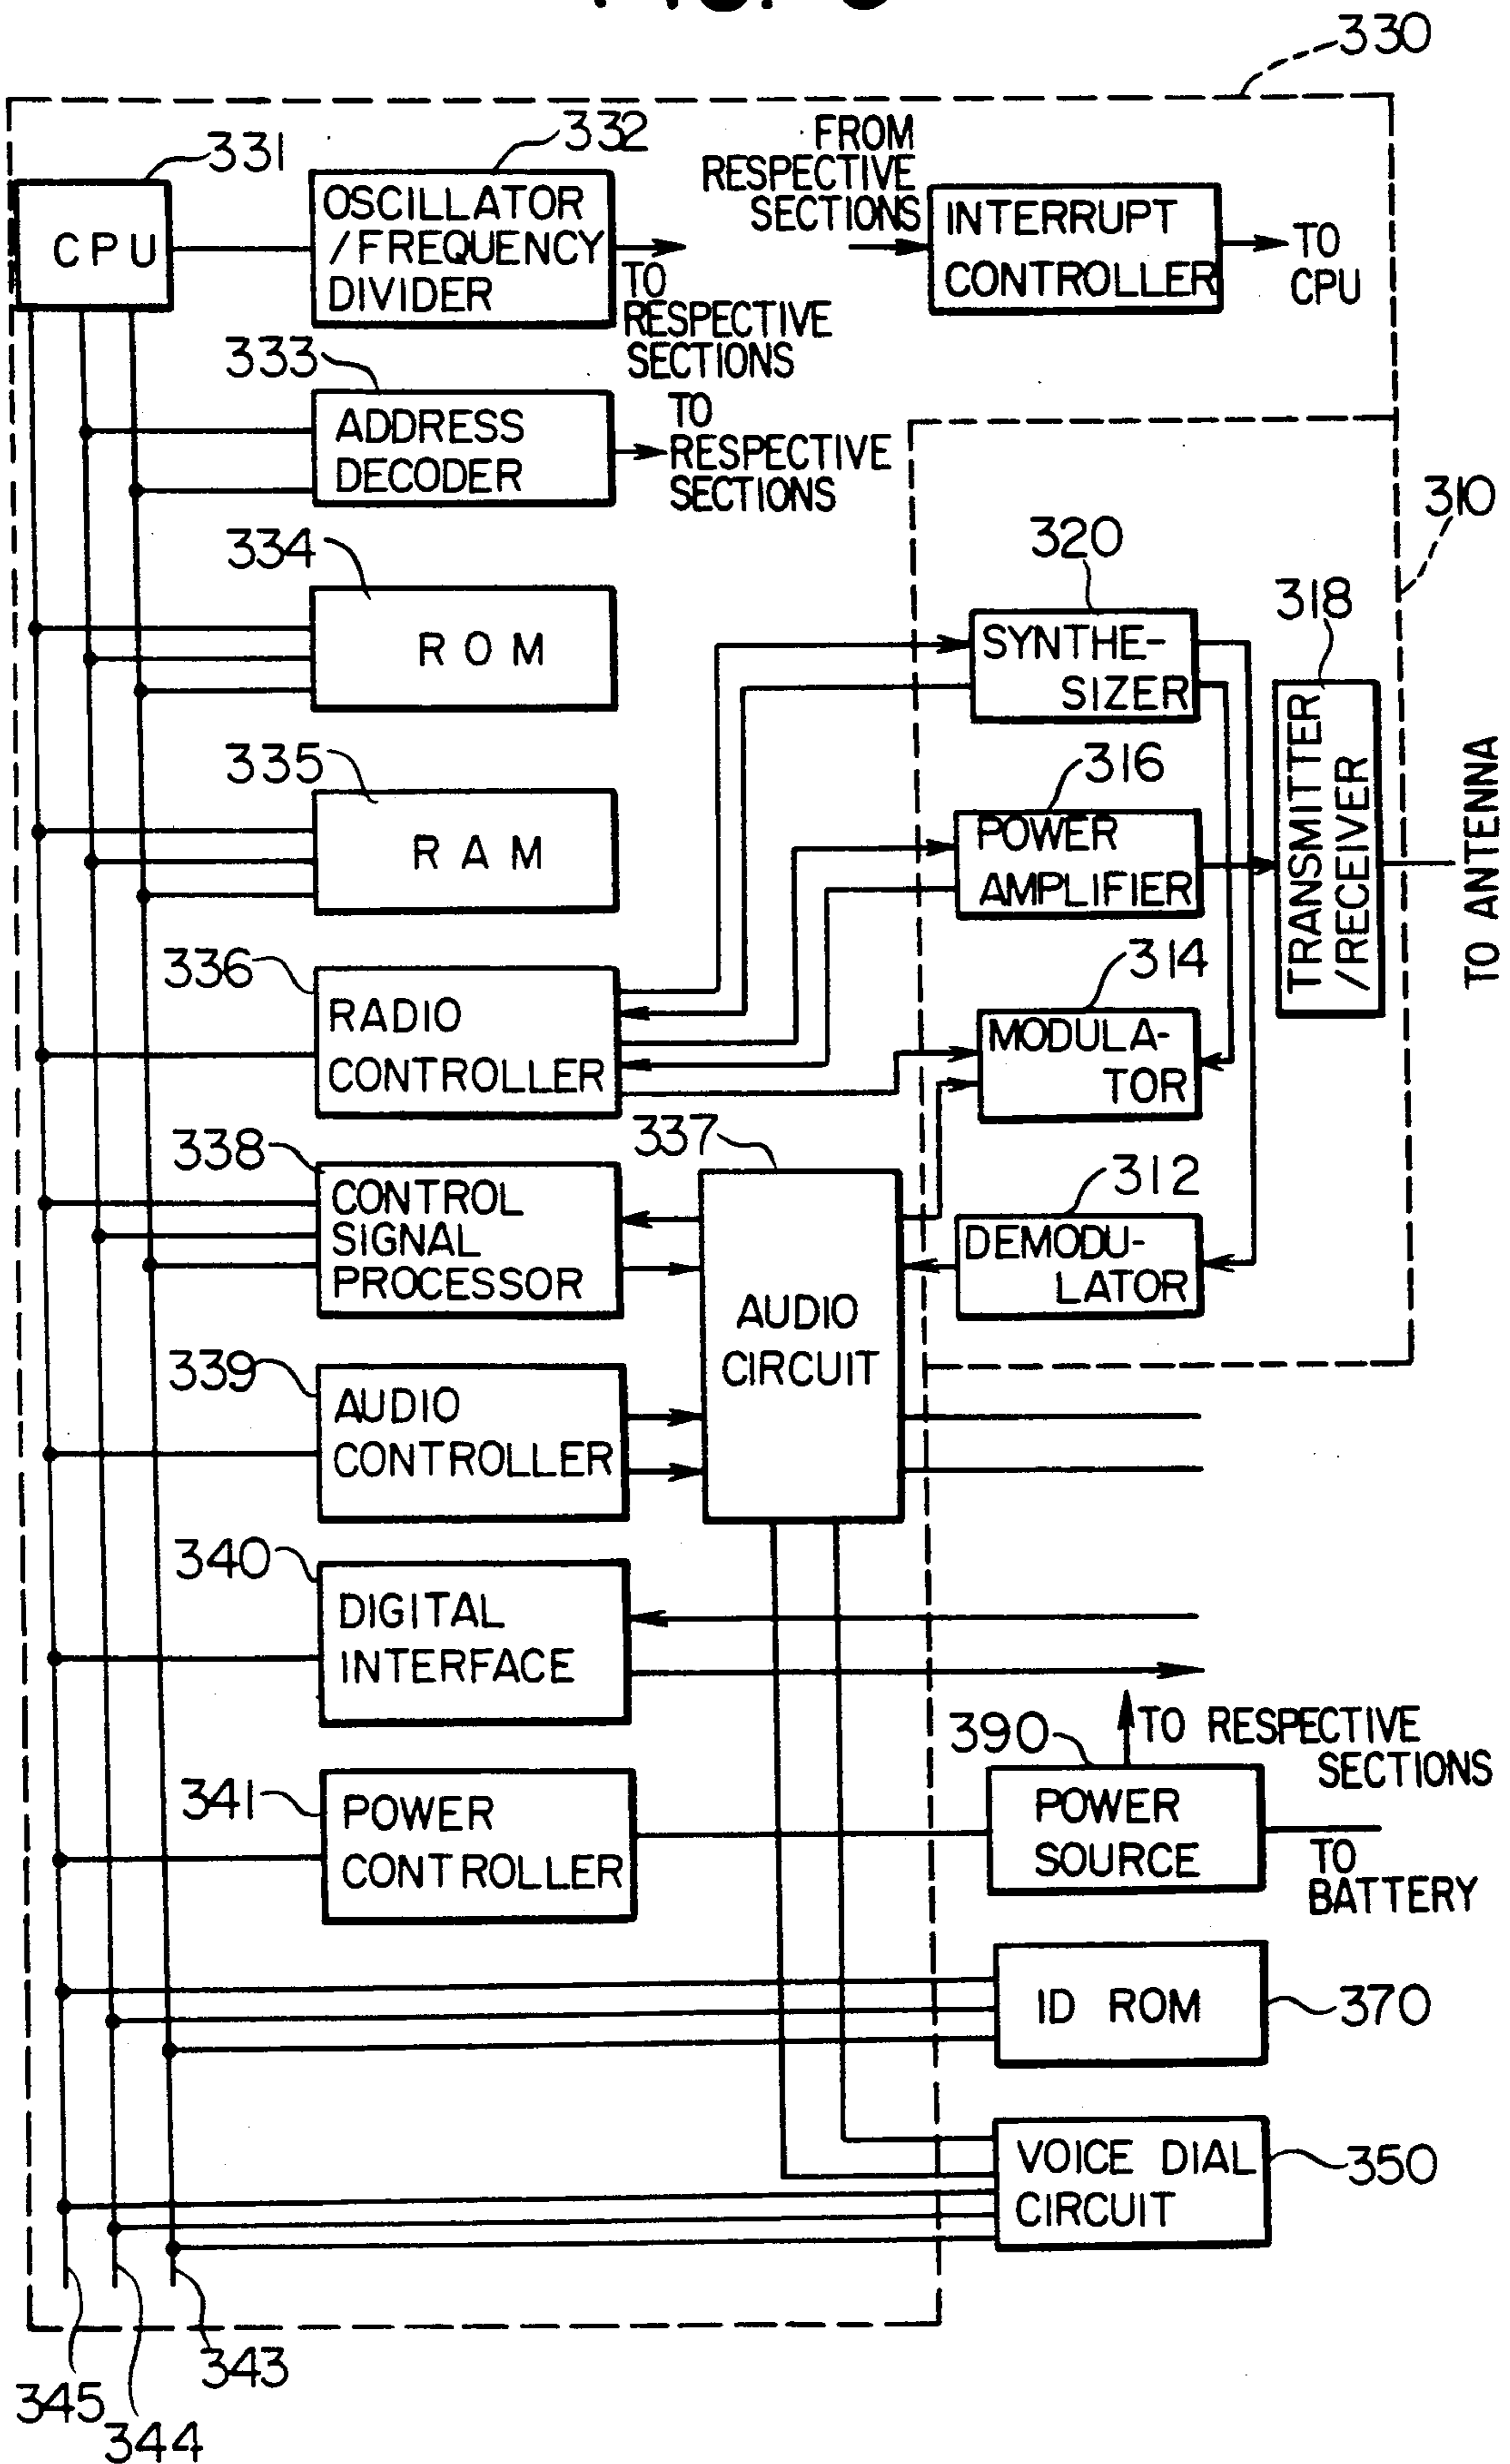 330
331
CPU
332
OSCILLATOR
/FREQUENCY
DIVIDER
TO
RESPECTIVE
SECTIONS
FROM
RESPECTIVE
SECTIONS
INTERRUPT
CONTROLLER
TO
CPU
333
ADDRESS
DECODER
TO
RESPECTIVE
SECTIONS
310
334
ROM
320
SYNTHE-
SIZER
318
TRANSMITTER
/RECEIVER
TO ANTENNA
335
RAM
316
POWER
AMPLIFIER
336
RADIO
CONTROLLER
314
MODULA-
TOR
338
CONTROL
SIGNAL
PROCESSOR
337
AUDIO
CIRCUIT
312
DEMODU-
LATOR
339
AUDIO
CONTROLLER
340
DIGITAL
INTERFACE
341
POWER
CONTROLLER
390
POWER
SOURCE
TO RESPECTIVE
SECTIONS
TO
BATTERY
ID ROM
370
VOICE DIAL
CIRCUIT
350
343
345
344